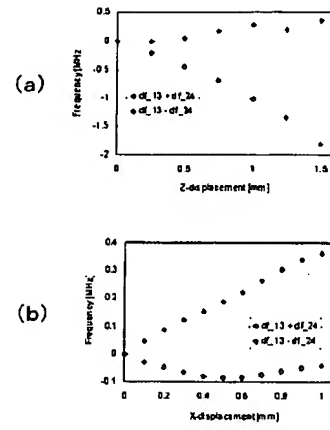 (a)
Frequency[MHz
0.5
0
-0.5
-1
-1.5
-2
df_13 + df_24
df_13 - df_24
0 0.5 1 1.5
Z-displacement[mm]
(b)
Frequency[MHz]
0.4
0.3
0.2
0.1
0
-0.1
df_13 + df_24
df_13 - df_24
0 0.2 0.4 0.6 0.8 1
X-displacement[mm]